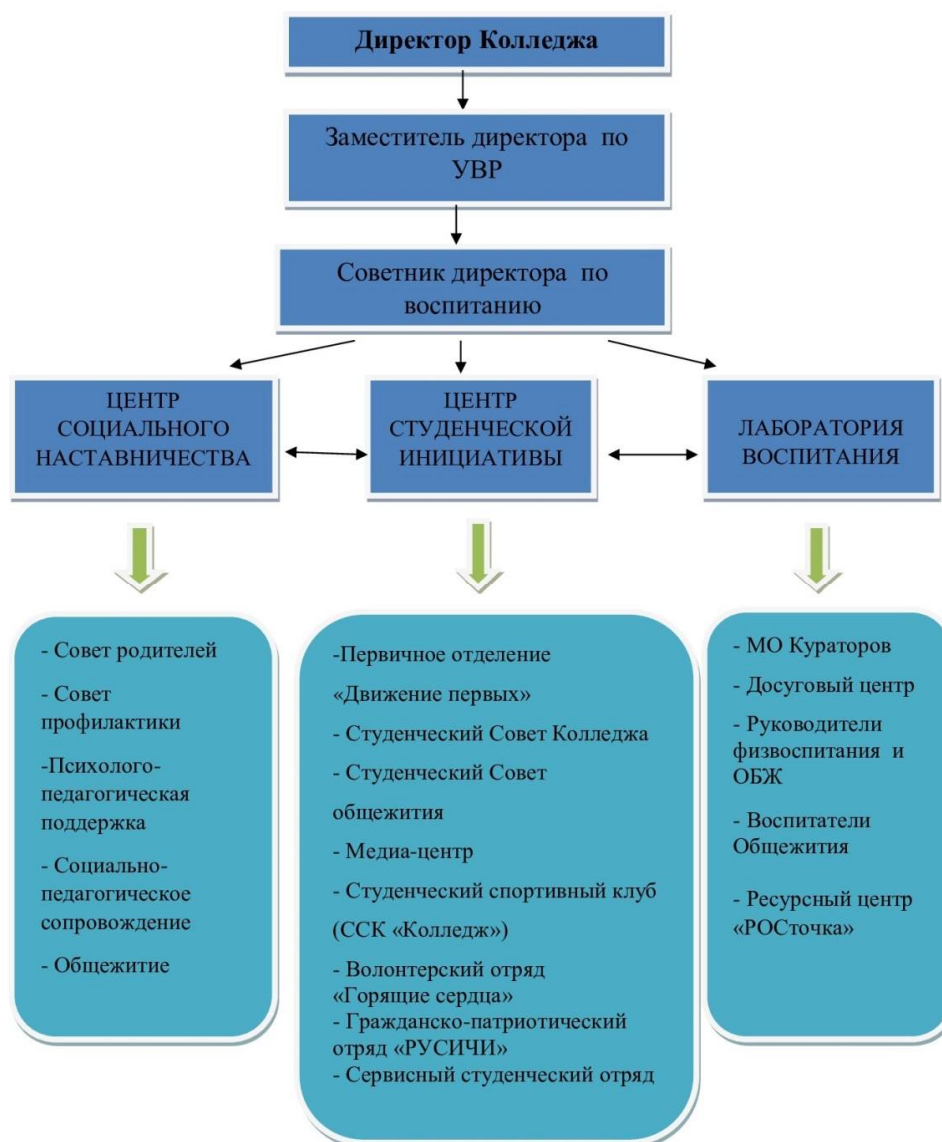 Директор Колледжа
Заместитель директора по
УВР
Советник директора по
воспитанию
ЦЕНТР
СОЦИАЛЬНОГО
НАСТАВНИЧЕСТВА
ЦЕНТР
СТУДЕНЧЕСКОЙ
ИНИЦИАТИВЫ
ЛАБОРАТОРИЯ
ВОСПИТАНИЯ
- Совет родителей
- Совет
профилактики
-Психолого-
педагогическая
поддержка
- Социально-
педагогическое
сопровождение
- Общежитие
-Первичное отделение
«Движение первых»
- Студенческий Совет Колледжа
- Студенческий Совет
общежития
- Медиа-центр
- Студенческий спортивный клуб
(ССК «Колледж»)
- Волонтерский отряд
«Горящие сердца»
- Гражданско-патриотический
отряд «РУСИЧИ»
- Сервисный студенческий отряд
- МО Кураторов
- Досуговый центр
- Руководители
физвоспитания и
ОБЖ
- Воспитатели
Общежития
- Ресурсный центр
«РОСточка»